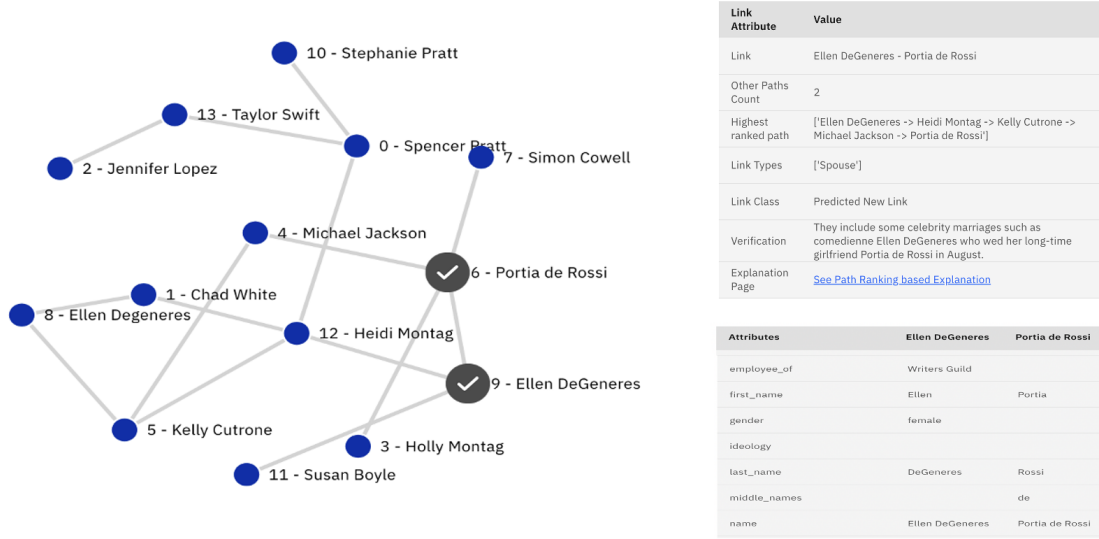 10 - Stephanie Pratt
13 - Taylor Swift
0 - Spencer Pratt
7 - Simon Cowell
2 - Jennifer Lopez
4 - Michael Jackson
6 - Portia de Rossi
1 - Chad White
8 - Ellen Degeneres
12 - Heidi Montag
9 - Ellen DeGeneres
5 - Kelly Cutrone
3 - Holly Montag
11 - Susan Boyle
Link Attribute Value
Link Ellen DeGeneres - Portia de Rossi
Other Paths Count 2
Highest ranked path ['Ellen DeGeneres -> Heidi Montag -> Kelly Cutrone ->
Michael Jackson -> Portia de Rossi']
Link Types ['Spouse']
Link Class Predicted New Link
Verification They include some celebrity marriages such as
comedienne Ellen DeGeneres who wed her long-time
girlfriend Portia de Rossi in August.
Explanation Page See Path Ranking based Explanation
Attributes Ellen DeGeneres Portia de Rossi
employee_of Writers Guild
first_name Ellen Portia
gender female
ideology
last_name DeGeneres Rossi
middle_names de
name Ellen DeGeneres Portia de Rossi